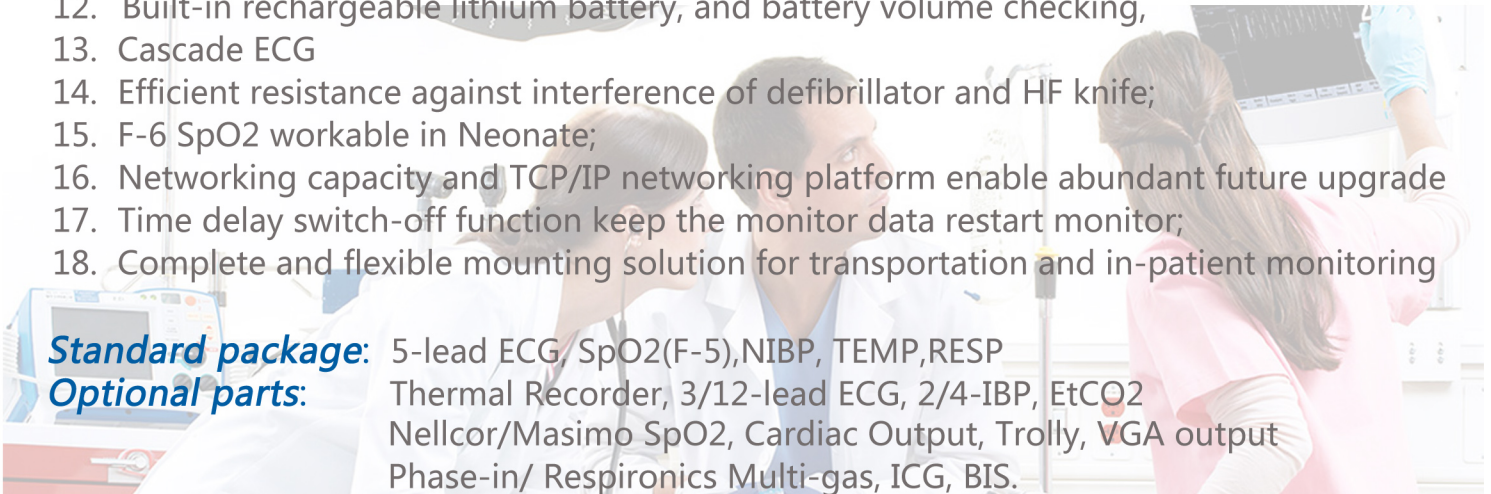 12. Built-in rechargeable lithium battery, and battery volume checking,
13. Cascade ECG
14. Efficient resistance against interference of defibrillator and HF knife;
15. F-6 SpO2 workable in Neonate;
16. Networking capacity and TCP/IP networking platform enable abundant future upgrade
17. Time delay switch-off function keep the monitor data restart monitor;
18. Complete and flexible mounting solution for transportation and in-patient monitoring
Standard package: 5-lead ECG, SpO2(F-5),NIBP, TEMP,RESP
Optional parts: Thermal Recorder, 3/12-lead ECG, 2/4-IBP, EtCO2
Nellcor/Masimo SpO2, Cardiac Output, Trolly, VGA output
Phase-in/ Respironics Multi-gas, ICG, BIS.